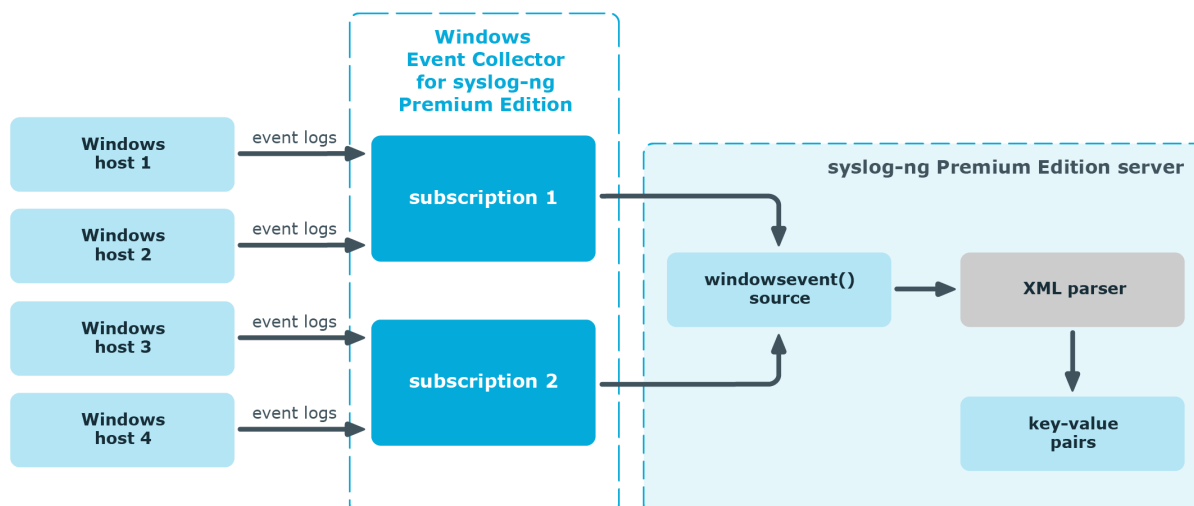 Windows
Event Collector
for syslog-ng
Premium Edition
Windows
host 1
event logs
Windows
host 2
event logs
Windows
host 3
event logs
Windows
host 4
event logs
subscription 1
subscription 2
syslog-ng Premium Edition server
windowsevent()
source
XML parser
key-value
pairs